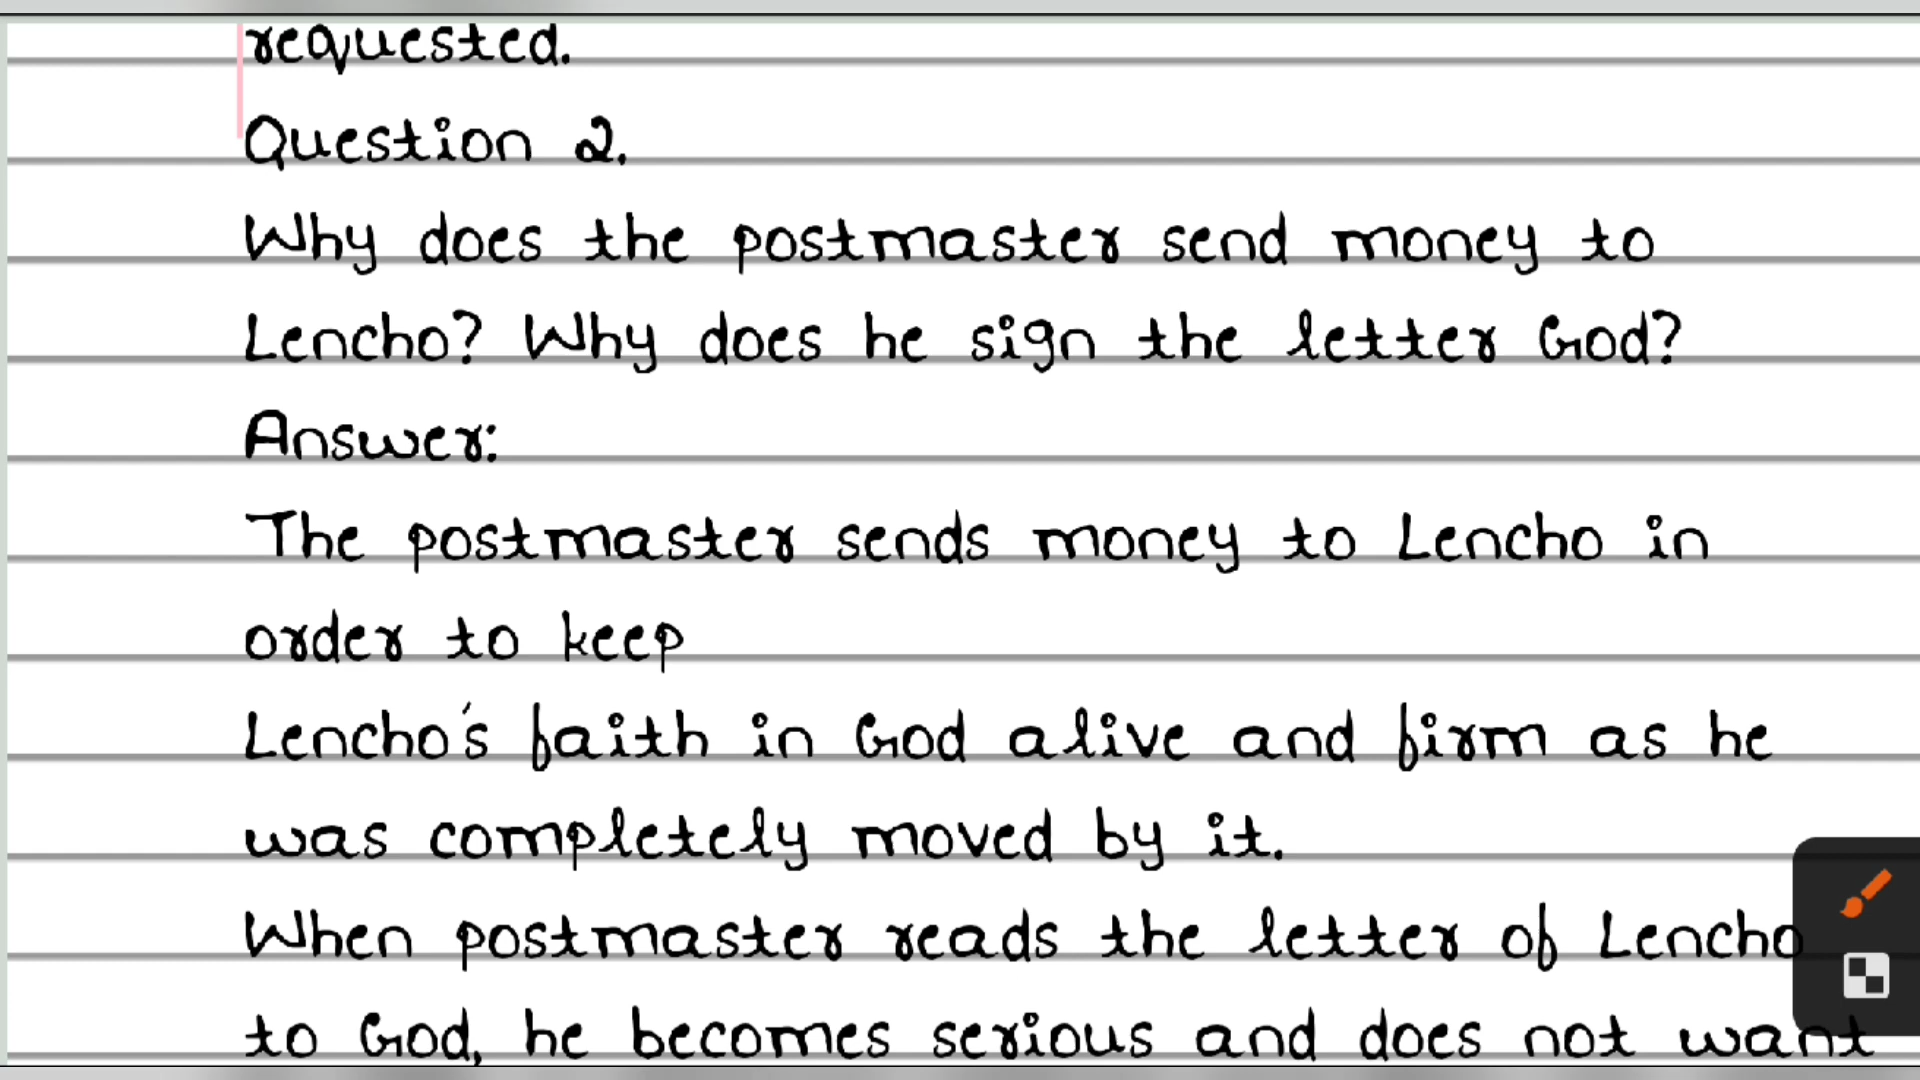 requested.
Question 2.
Why does the postmaster send money to
Lencho? Why does he sign the letter God?
Answer:
The postmaster sends money to Lencho in
order to keep
Lencho's faith in God alive and firm as he
was completely moved by it.
When postmaster reads the letter of Lencho
to God, he becomes serious and does not want